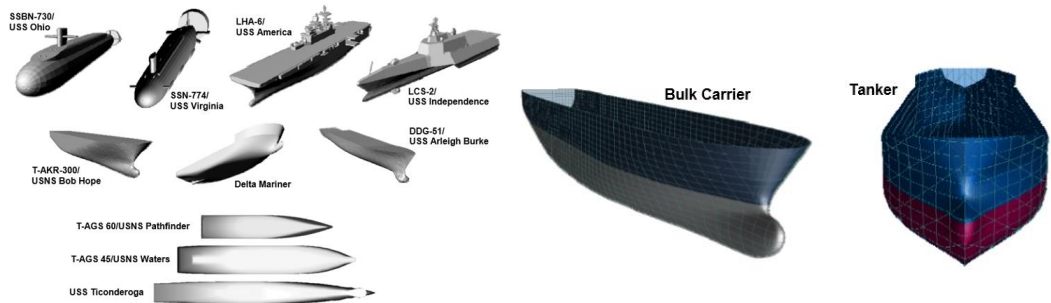 SSBN-730/
USS Ohio
SSN-774/
USS Virginia
LHA-6/
USS America
LCS-2/
USS Independence
T-AKR-300/
USNS Bob Hope
Delta Mariner
DDG-51/
USS Arleigh Burke
T-AGS 60/USNS Pathfinder
T-AGS 45/USNS Waters
USS Ticonderoga
Bulk Carrier
Tanker